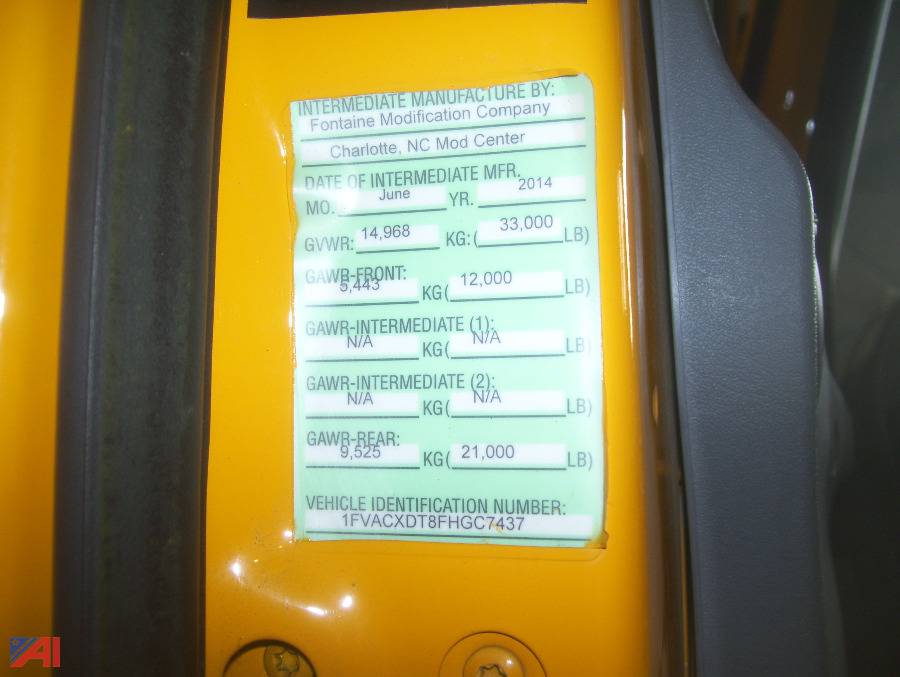 INTERMEDIATE MANUFACTURE BY:
Fontaine Modification Company
Charlotte, NC Mod Center
DATE OF INTERMEDIATE MFR.
MO. June YR. 2014
GVWR: 14,968 KG: ( 33,000 LB)
GAWR-FRONT:
5,443 KG ( 12,000 LB)
GAWR-INTERMEDIATE (1):
N/A KG ( N/A LB)
GAWR-INTERMEDIATE (2):
N/A KG ( N/A LB)
GAWR-REAR:
9,525 KG ( 21,000 LB)
VEHICLE IDENTIFICATION NUMBER:
1FVACXDT8FHGC7437
AI